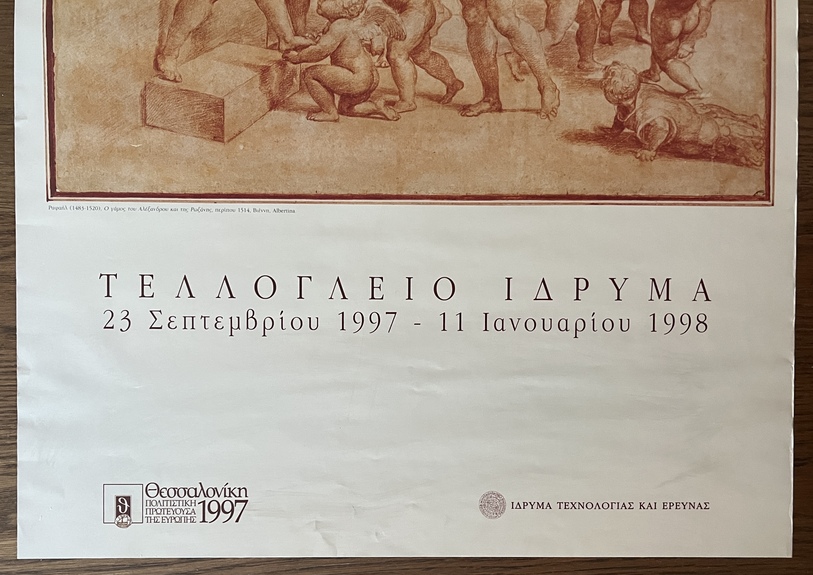 Ραφαήλ (1483-1520), Ο γάμος του Αλέξανδρου και της Ρωξάνης, περίπου 1514, Βιέννη, Albertina
ΤΕΛΛΟΓΛΕΙΟ ΙΔΡΥΜΑ
23 Σεπτεμβρίου 1997 - 11 Ιανουαρίου 1998
Θεσσαλονίκη
ΠΟΛΙΤΙΣΤΙΚΗ
ΠΡΩΤΕΥΟΥΣΑ
ΤΗΣ ΕΥΡΩΠΗΣ 1997
ΙΔΡΥΜΑ ΤΕΧΝΟΛΟΓΙΑΣ ΚΑΙ ΕΡΕΥΝΑΣ